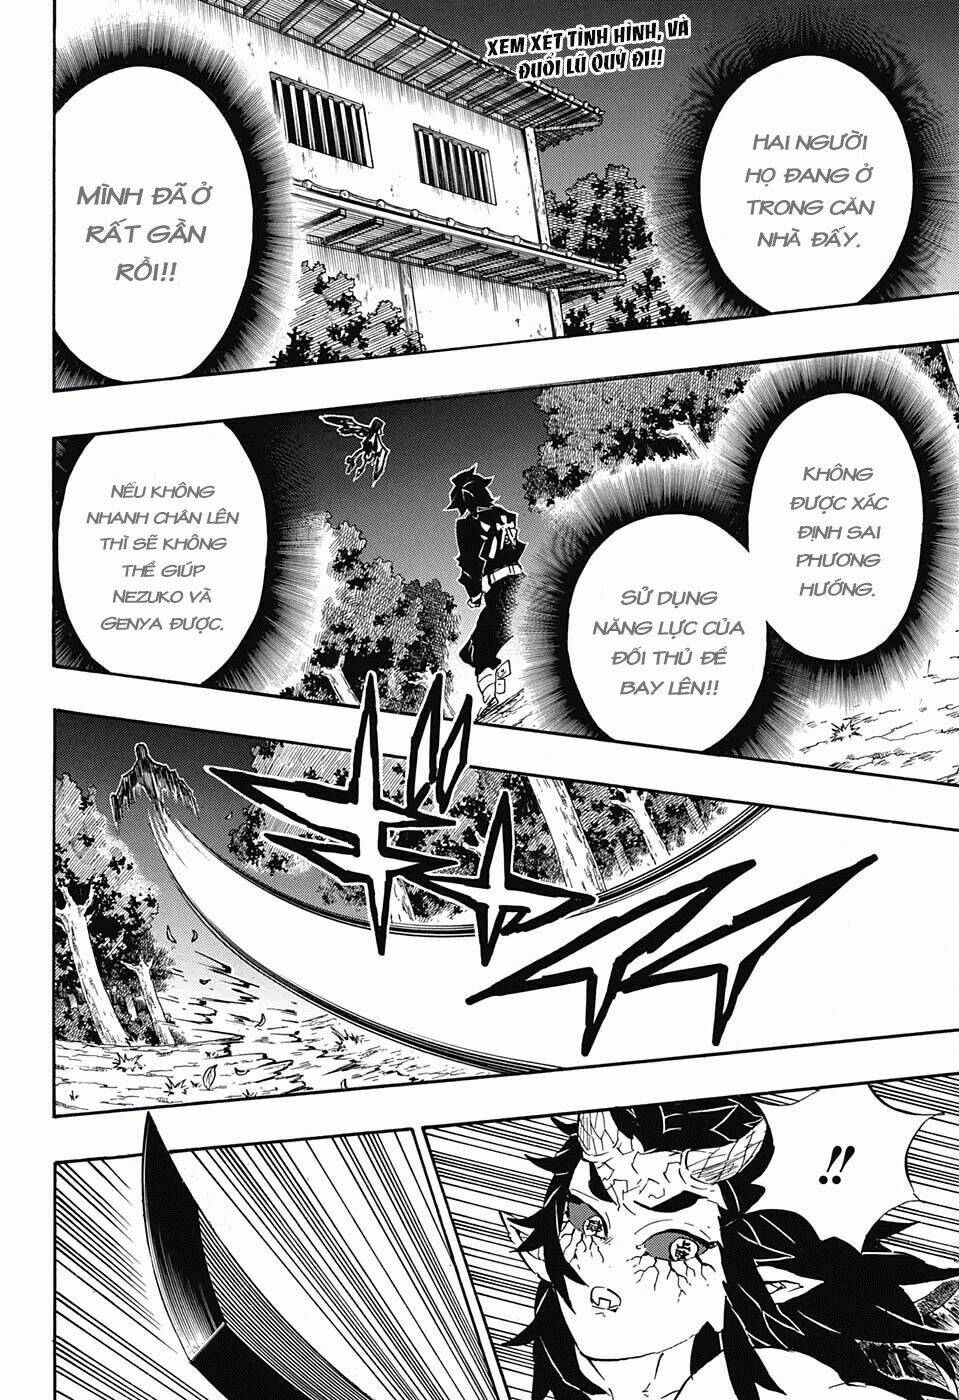 XEM XÉT TÌNH HÌNH, VÀ
ĐUỔI LŨ QUỶ ĐI!!
HAI NGƯỜI
HỌ ĐANG Ở
TRONG CĂN
NHÀ ĐẤY.
MÌNH ĐÃ Ở
RẤT GẦN
RỒI!!
KHÔNG
ĐƯỢC XÁC
ĐỊNH SAI
PHƯƠNG
HƯỚNG.
SỬ DỤNG
NĂNG LỰC CỦA
ĐỐI THỦ ĐỂ
BAY LÊN!!
NẾU KHÔNG
NHANH CHÂN LÊN
THÌ SẼ KHÔNG
THỂ GIÚP
NEZUKO VÀ
GENYA ĐƯỢC.
!!